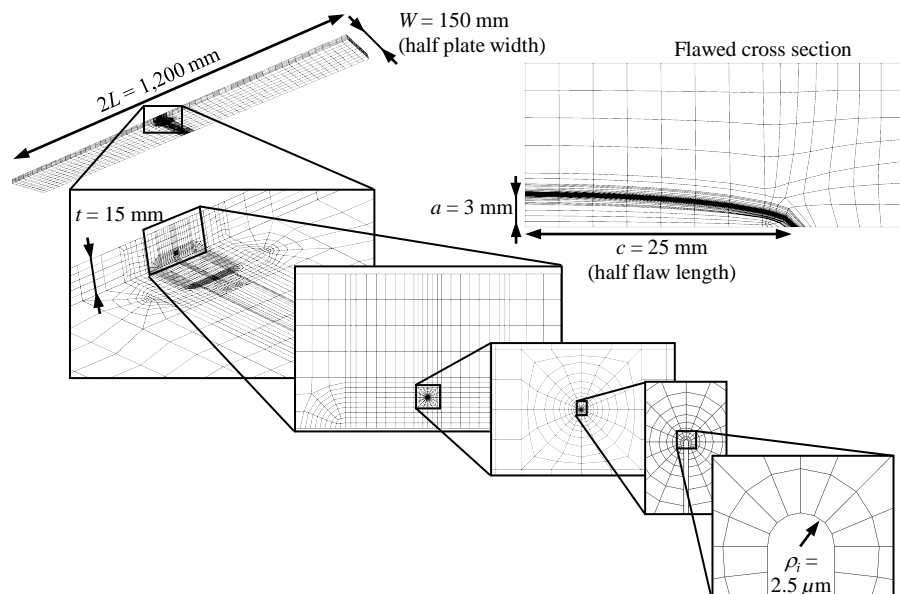 W = 150 mm
(half plate width)
2L = 1,200 mm
Flawed cross section
t = 15 mm
a = 3 mm
c = 25 mm
(half flaw length)
ρi =
2.5 μm